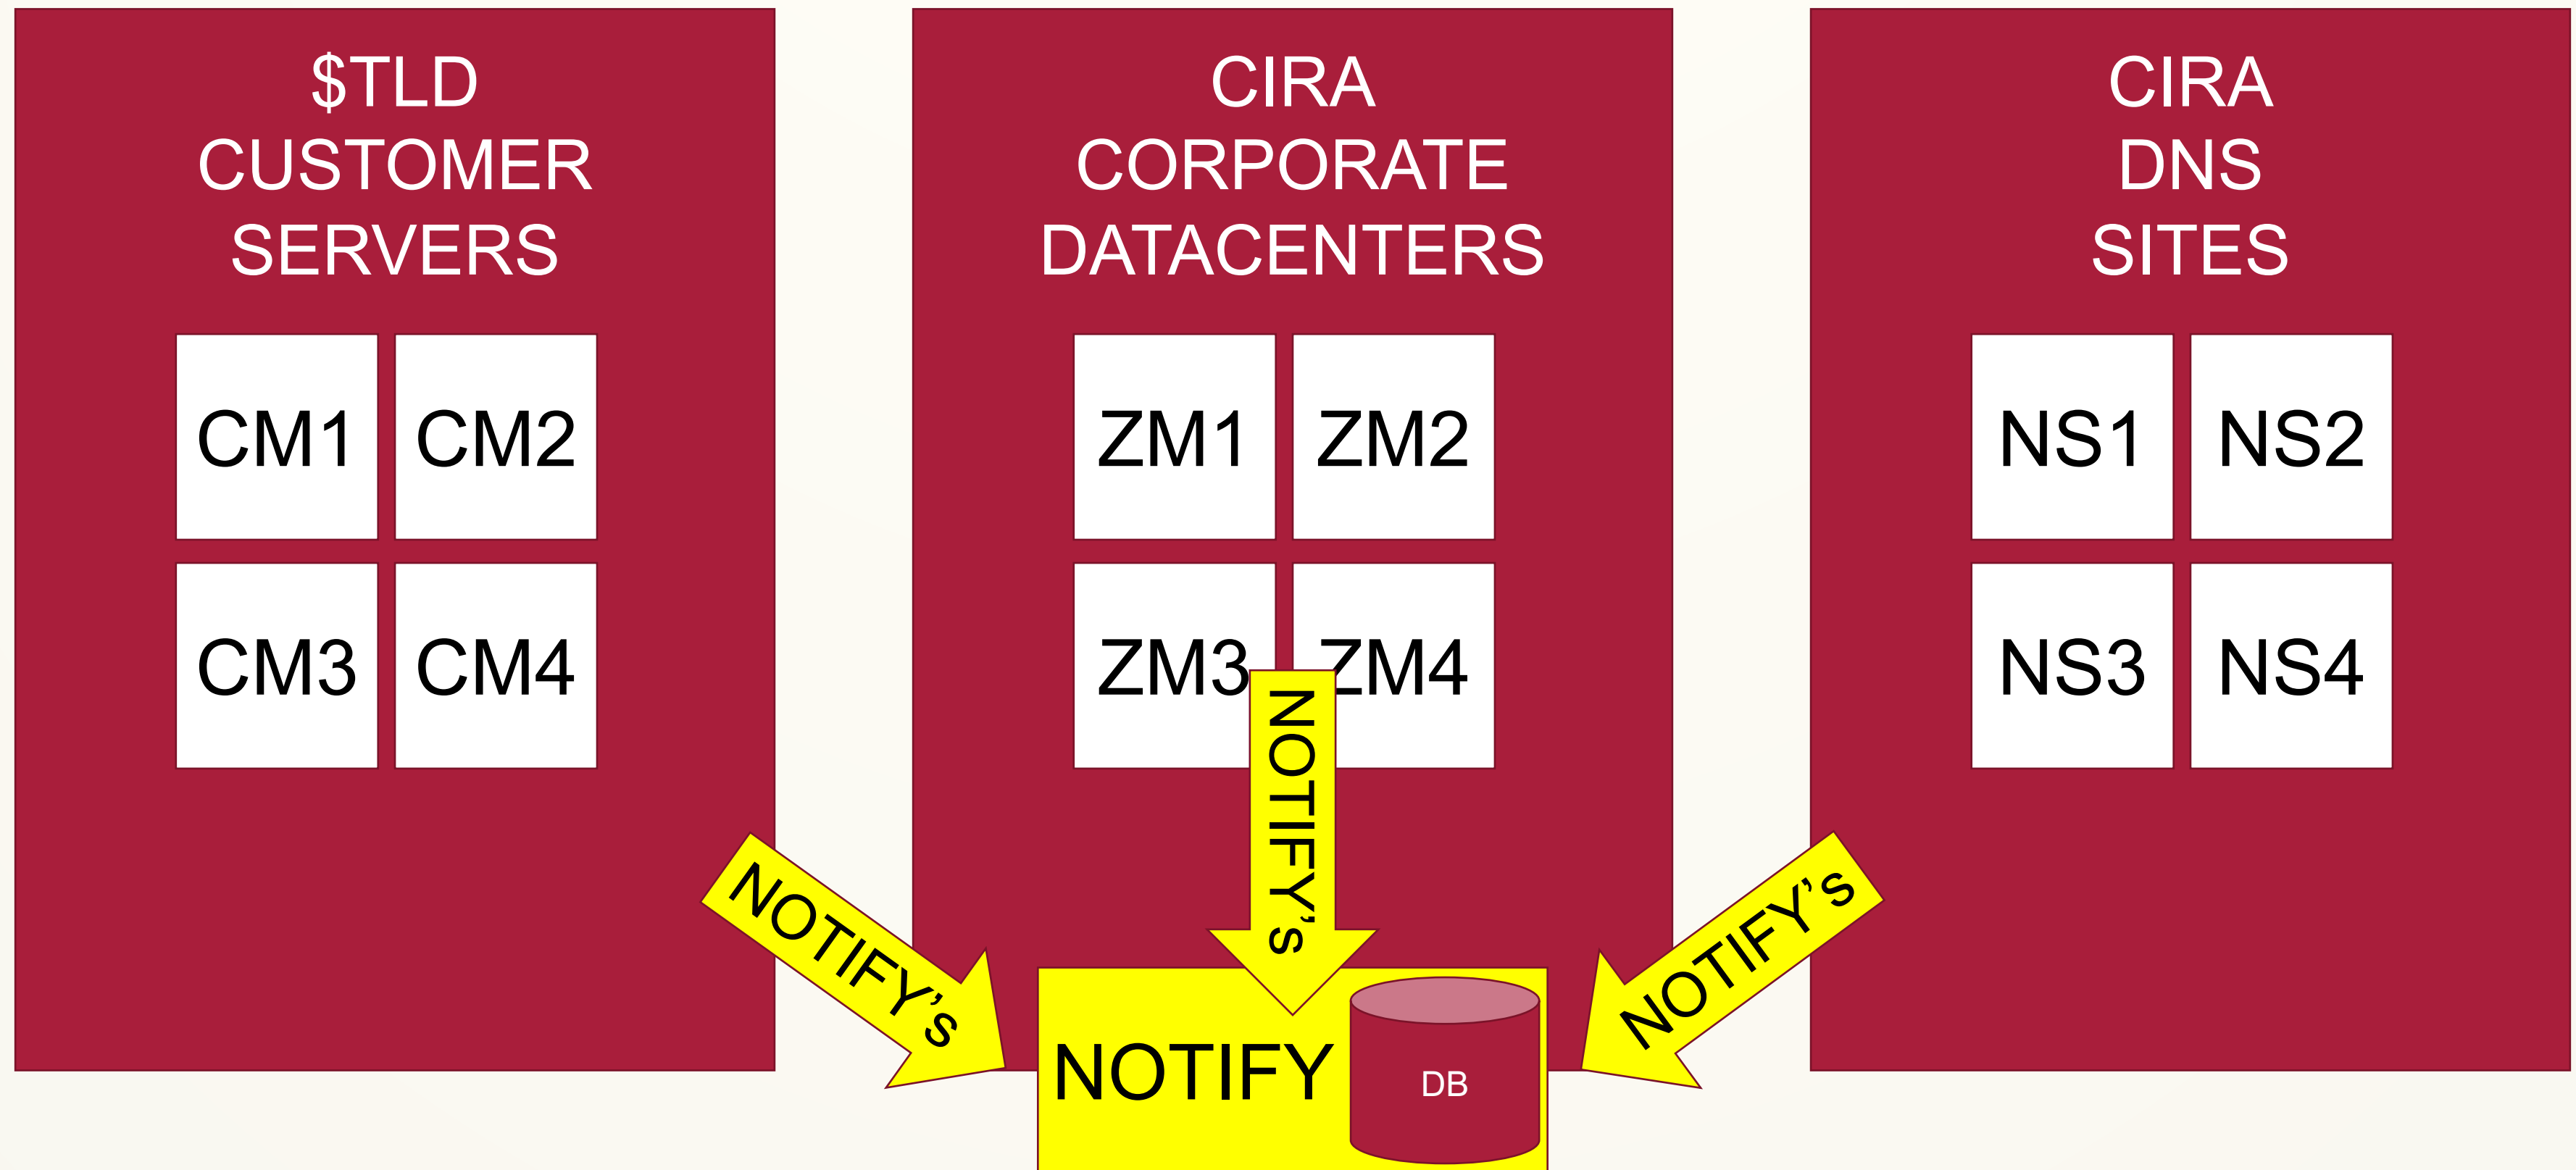 $TLD
CUSTOMER
SERVERS
CM1 CM2
CM3 CM4
CIRA
CORPORATE
DATACENTERS
ZM1 ZM2
ZM3 ZM4
CIRA
DNS
SITES
NS1 NS2
NS3 NS4
NOTIFY's
NOTIFY's
NOTIFY's
NOTIFY
DB